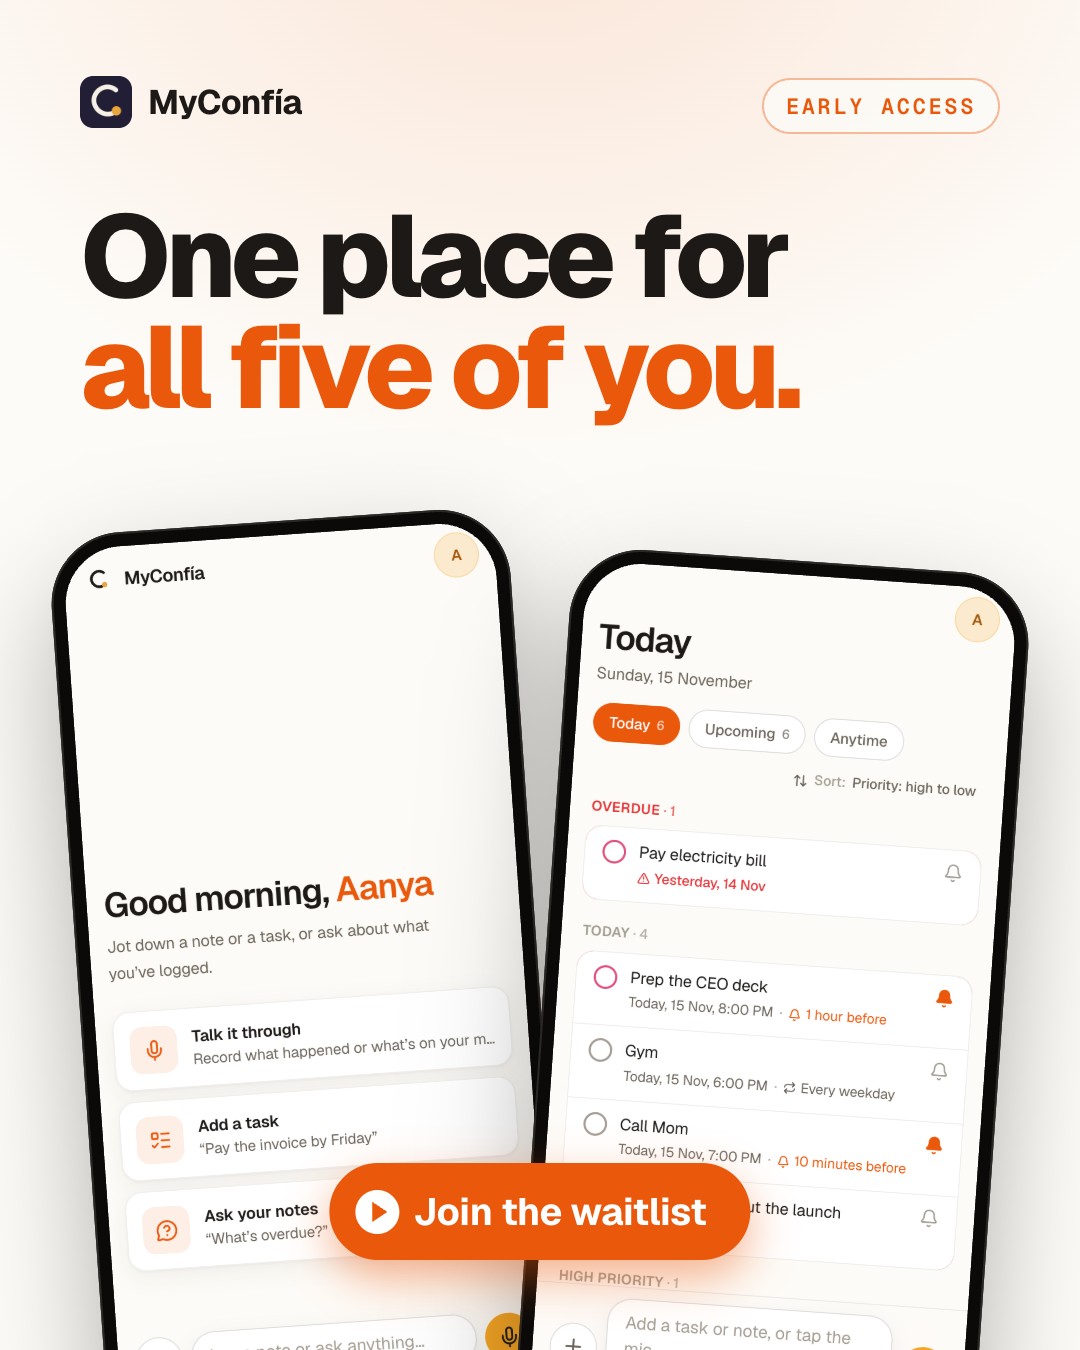 MyConfía
EARLY ACCESS
One place for
all five of you.
MyConfía
A
Good morning, Aanya
Jot down a note or a task, or ask about what
you've logged.
Talk it through
Record what happened or what's on your m...
Add a task
“Pay the invoice by Friday”
Ask your notes
“What's overdue?”
note or ask anything...
A
Today
Sunday, 15 November
Today 6
Upcoming 6
Anytime
Sort: Priority: high to low
OVERDUE · 1
Pay electricity bill
Yesterday, 14 Nov
TODAY · 4
Prep the CEO deck
Today, 15 Nov, 8:00 PM · 1 hour before
Gym
Today, 15 Nov, 6:00 PM · Every weekday
Call Mom
Today, 15 Nov, 7:00 PM · 10 minutes before
the launch
HIGH PRIORITY · 1
Add a task or note, or tap the
Join the waitlist